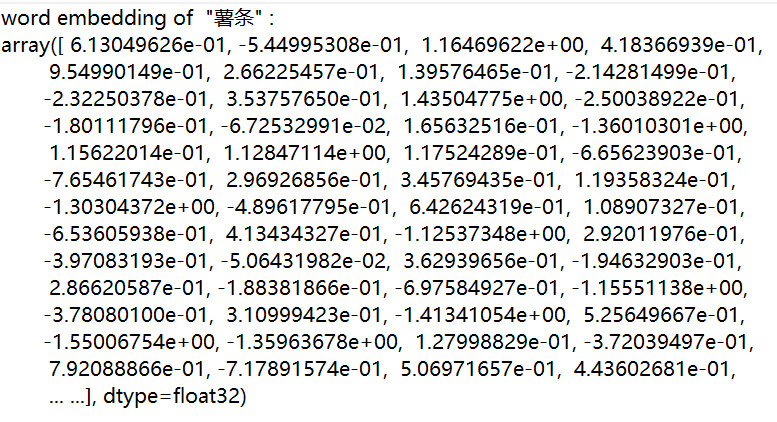 word embedding of "薯条" :
array([ 6.13049626e-01, -5.44995308e-01, 1.16469622e+00, 4.18366939e-01,
9.54990149e-01, 2.66225457e-01, 1.39576465e-01, -2.14281499e-01,
-2.32250378e-01, 3.53757650e-01, 1.43504775e+00, -2.50038922e-01,
-1.80111796e-01, -6.72532991e-02, 1.65632516e-01, -1.36010301e+00,
1.15622014e-01, 1.12847114e+00, 1.17524289e-01, -6.65623903e-01,
-7.65461743e-01, 2.96926856e-01, 3.45769435e-01, 1.19358324e-01,
-1.30304372e+00, -4.89617795e-01, 6.42624319e-01, 1.08907327e-01,
-6.53605938e-01, 4.13434327e-01, -1.12537348e+00, 2.92011976e-01,
-3.97083193e-01, -5.06431982e-02, 3.62939656e-01, -1.94632903e-01,
2.86620587e-01, -1.88381866e-01, -6.97584927e-01, -1.15551138e+00,
-3.78080100e-01, 3.10999423e-01, -1.41341054e+00, 5.25649667e-01,
-1.55006754e+00, -1.35963678e+00, 1.27998829e-01, -3.72039497e-01,
7.92088866e-01, -7.17891574e-01, 5.06971657e-01, 4.43602681e-01,
... ...], dtype=float32)